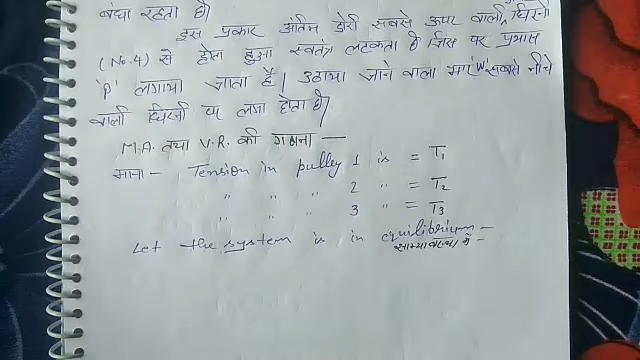 बंधा रहता है।
इस प्रकार अंतिम डोरी सबसे ऊपर वाली घिरनी
(No.4) से होता हुआ स्वतंत्र लटकता है जिस पर प्रयास
'P' लगाया जाता है। उठाया जाने वाला भार 'W' सबसे नीचे
वाली घिरनी पर लगा होता है।
M.A. तथा V.R. की गणना —
माना - Tension in pulley 1 is = T₁
" " " 2 " = T₂
" " " 3 " = T₃
Let the system is in equilibrium -
साम्यावस्था में -